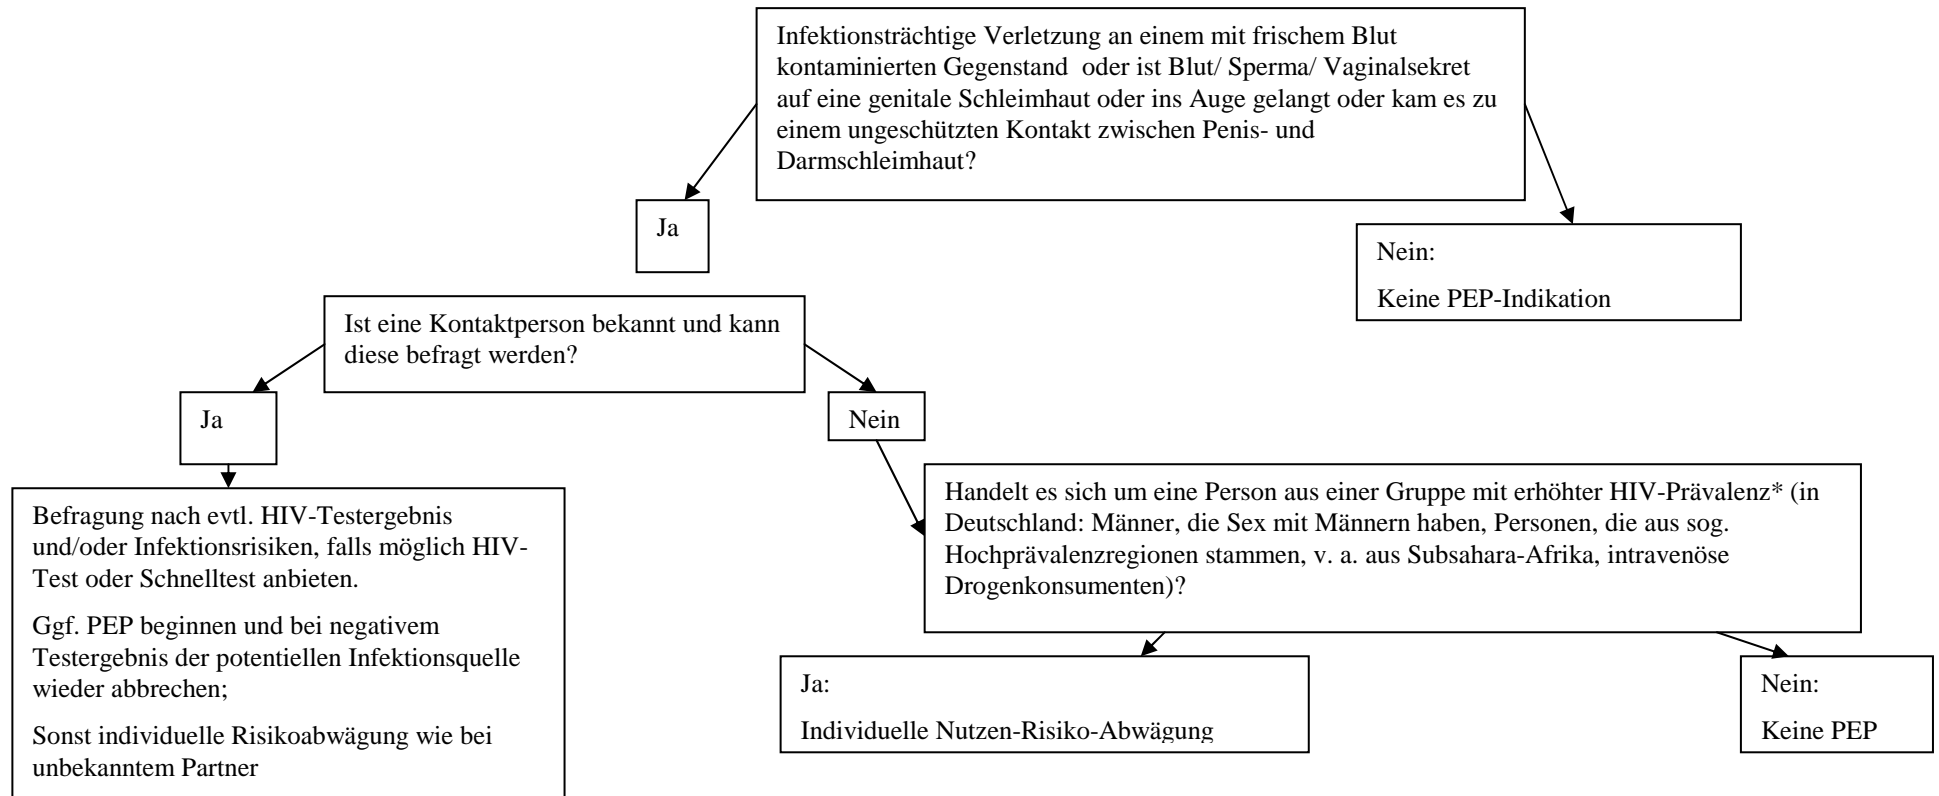 Infektionsträchtige Verletzung an einem mit frischem Blut
kontaminierten Gegenstand oder ist Blut/ Sperma/ Vaginalsekret
auf eine genitale Schleimhaut oder ins Auge gelangt oder kam es zu
einem ungeschützten Kontakt zwischen Penis- und
Darmschleimhaut?
Ja
Nein:
Keine PEP-Indikation
Ist eine Kontaktperson bekannt und kann
diese befragt werden?
Ja
Nein
Befragung nach evtl. HIV-Testergebnis
und/oder Infektionsrisiken, falls möglich HIV-
Test oder Schnelltest anbieten.
Ggf. PEP beginnen und bei negativem
Testergebnis der potentiellen Infektionsquelle
wieder abbrechen;
Sonst individuelle Risikoabwägung wie bei
unbekanntem Partner
Handelt es sich um eine Person aus einer Gruppe mit erhöhter HIV-Prävalenz* (in
Deutschland: Männer, die Sex mit Männern haben, Personen, die aus sog.
Hochprävalenzregionen stammen, v. a. aus Subsahara-Afrika, intravenöse
Drogenkonsumenten)?
Ja:
Individuelle Nutzen-Risiko-Abwägung
Nein:
Keine PEP